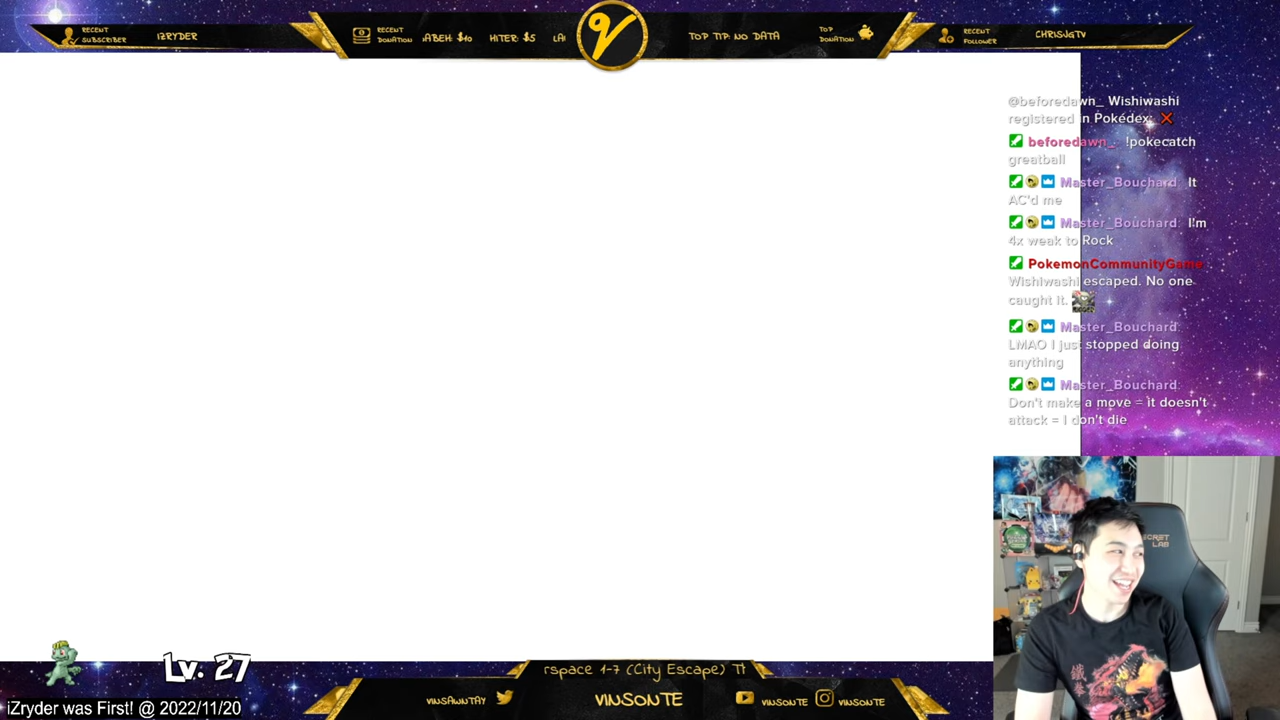 RECENT
SUBSCRIBER
IZRYDER
RECENT
DONATION
ABEH: $10
HITER: $5
TOP TIP: NO DATA
TOP
DONATION
RECENT
FOLLOWER
CHRISJGTV
@beforedawn_ Wishiwashi
registered in Pokédex: ❌
beforedawn_: !pokecatch
greatball
Master_Bouchard: It
AC'd me
Master_Bouchard: I'm
4x weak to Rock
PokemonCommunityGame
Wishiwashi escaped. No one
caught it.
Master_Bouchard:
LMAO I just stopped doing
anything
Master_Bouchard:
Don't make a move = it doesn't
attack = I don't die
SECRET
LAB
Lv. 27
rspace 1-7 (City Escape)
iZryder was First! @ 2022/11/20
VINSAWNTAY
VINSONTE
VINSONTE
VINSONTE